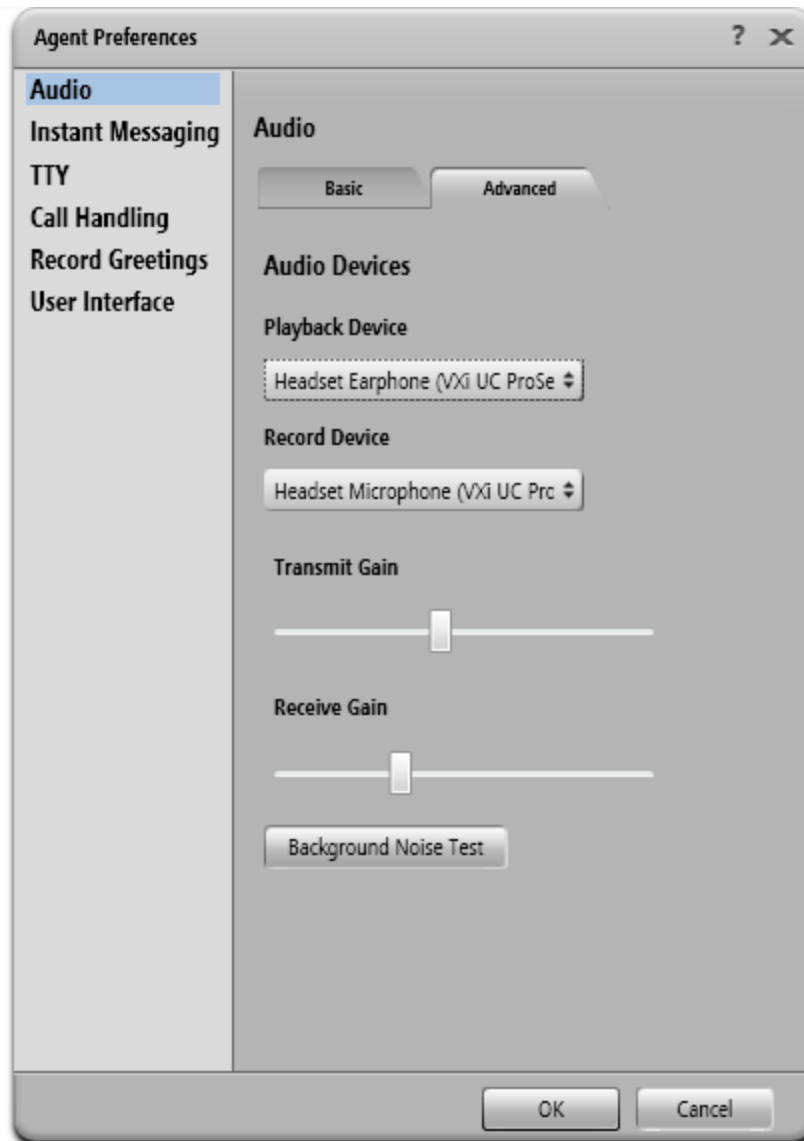 Agent Preferences ? X
Audio
Instant Messaging
TTY
Call Handling
Record Greetings
User Interface
Audio
Basic Advanced
Audio Devices
Playback Device
Headset Earphone (VXi UC ProSe
Record Device
Headset Microphone (VXi UC Prc
Transmit Gain
Receive Gain
Background Noise Test
OK Cancel